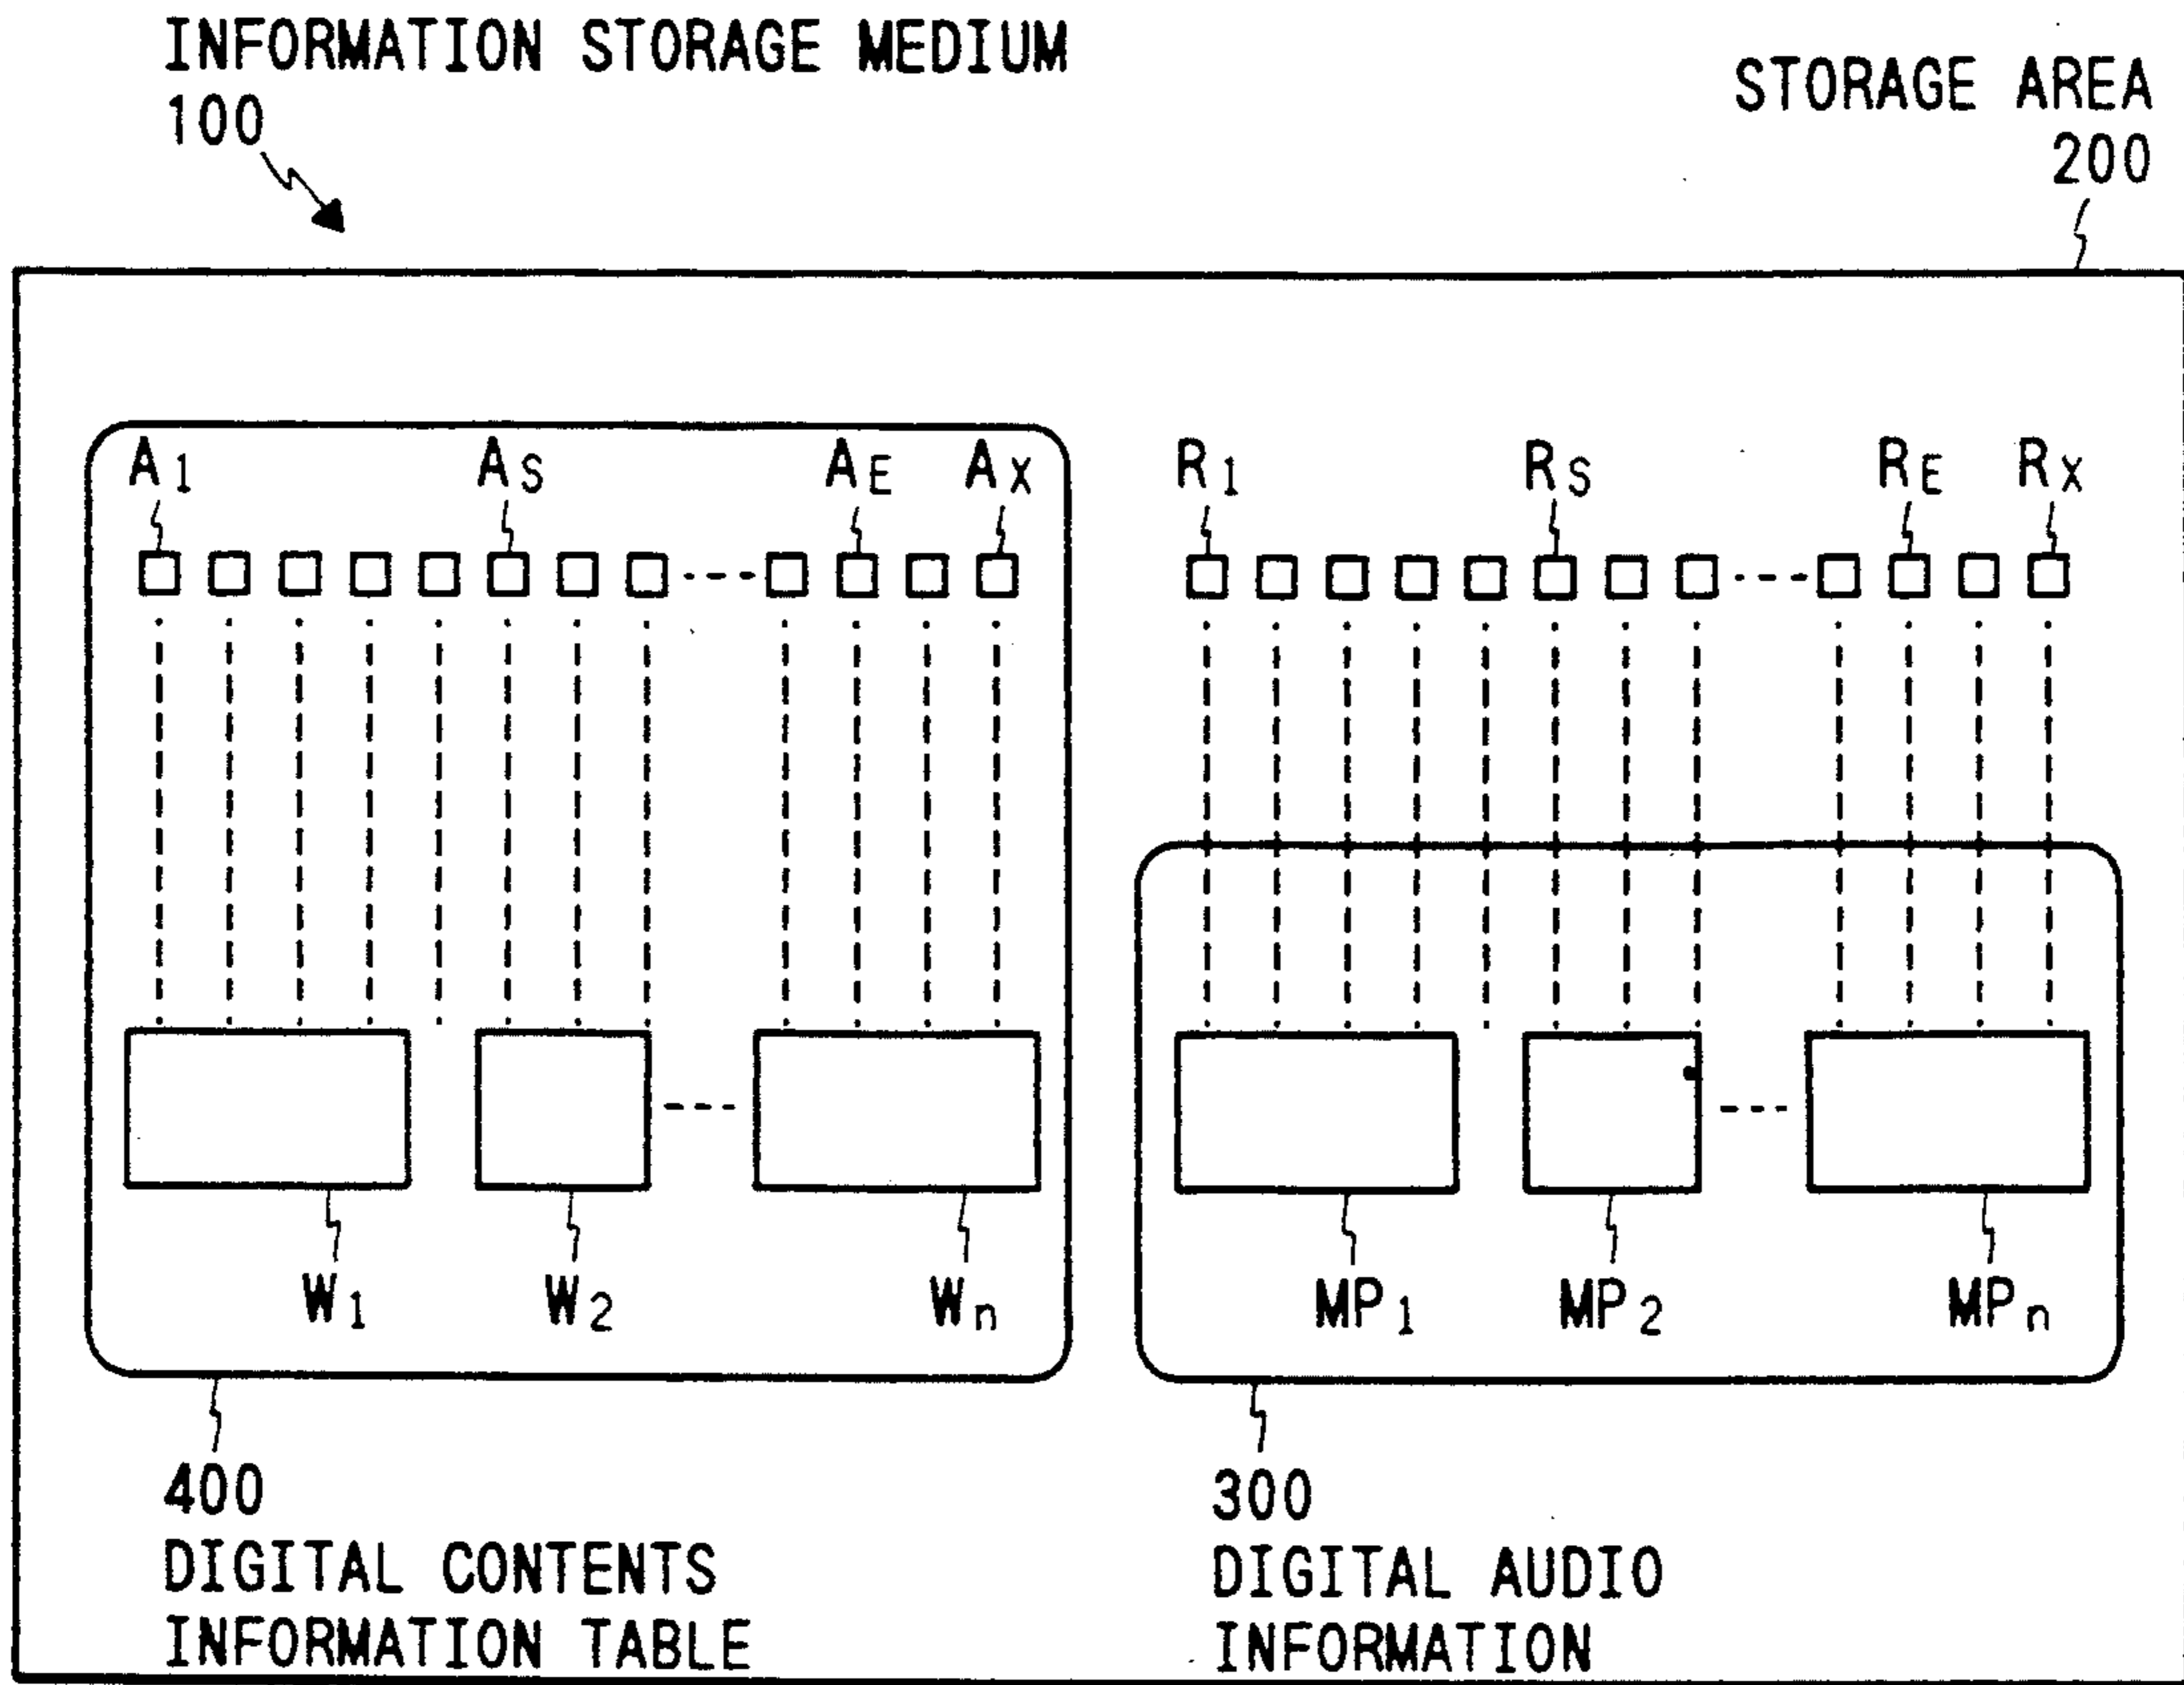 INFORMATION STORAGE MEDIUM
100
STORAGE AREA
200
A1 AS AE AX
R1 RS RE RX
W1 W2 Wn
MP1 MP2 MPn
400
DIGITAL CONTENTS
INFORMATION TABLE
300
DIGITAL AUDIO
INFORMATION